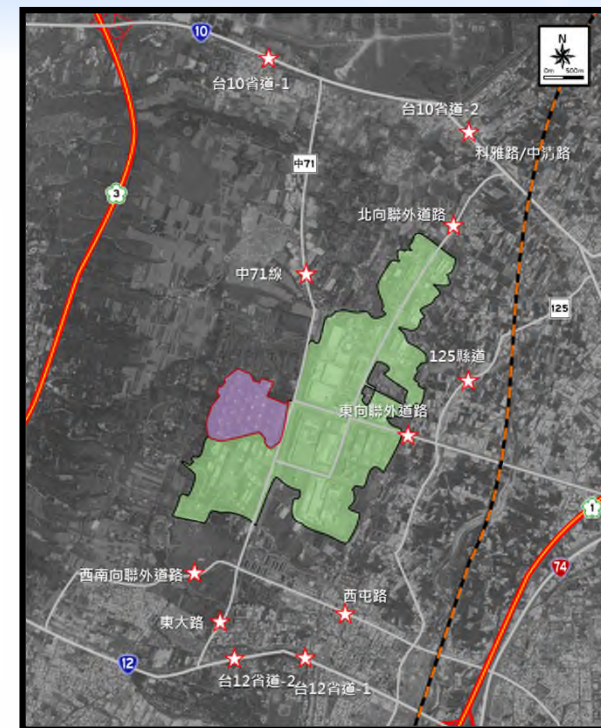 10
N
0m 500m
台10省道-1
台10省道-2
科雅路/中清路
中71
3
北向聯外道路
中71線
125
125縣道
東向聯外道路
1
74
西南向聯外道路
西屯路
東大路
12
台12省道-2
台12省道-1